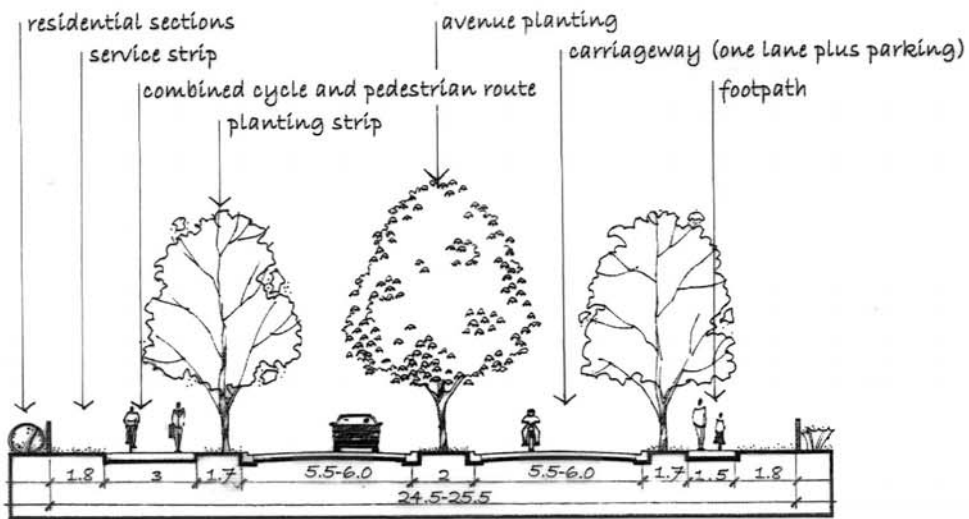 residential sections
service strip
combined cycle and pedestrian route
planting strip
avenue planting
carriageway (one lane plus parking)
footpath
1.8 3 1.7 5.5-6.0 2 5.5-6.0 1.7 1.5 1.8
24.5-25.5